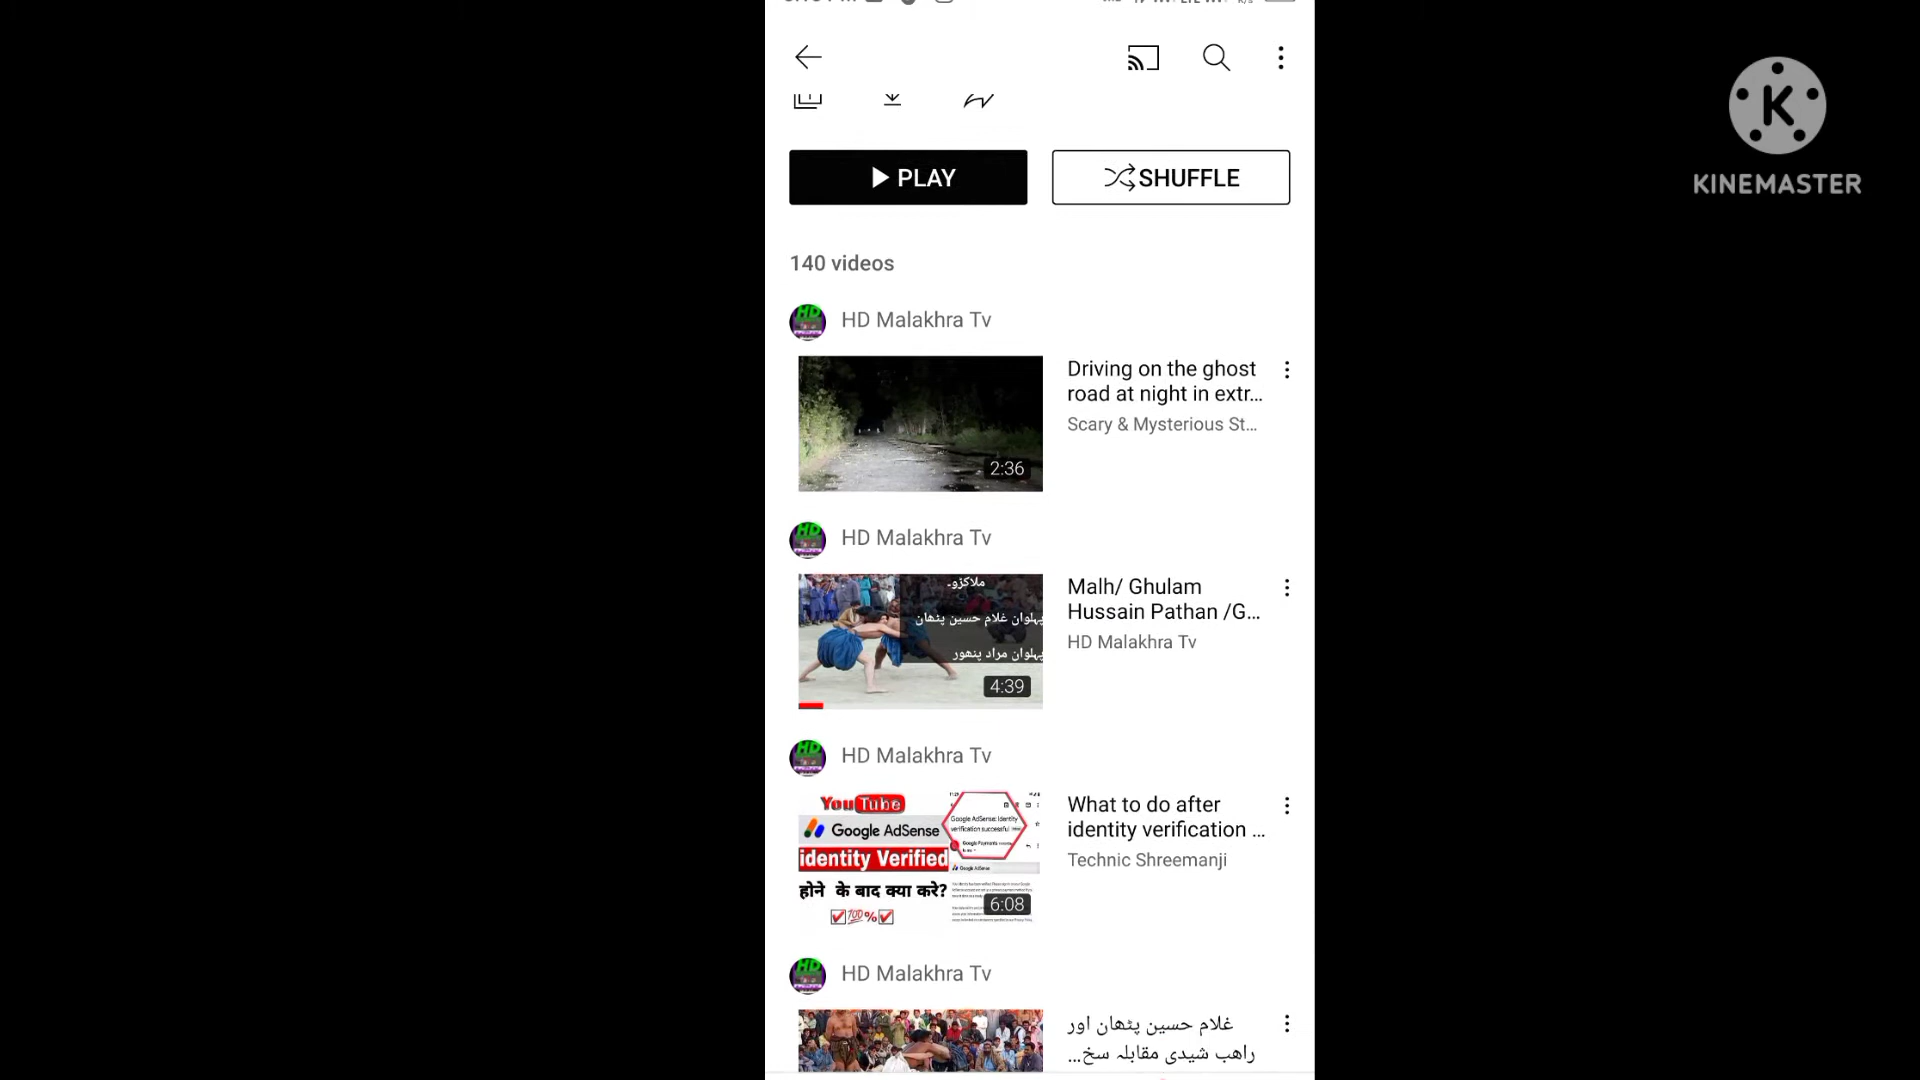 KINEMASTER
PLAY
SHUFFLE
140 videos
HD Malakhra Tv
Driving on the ghost
road at night in extr...
Scary & Mysterious St...
2:36
HD Malakhra Tv
ملاکڙو۔
پہلوان غلام حسین پٹھان
پہلوان مراد پنھور
4:39
Malh/ Ghulam
Hussain Pathan /G...
HD Malakhra Tv
HD Malakhra Tv
YouTube
Google AdSense
identity Verified
होने के बाद क्या करे?
💯%
Google AdSense: Identity
verification successful
Google Payments
Google AdSense
6:08
What to do after
identity verification ...
Technic Shreemanji
HD Malakhra Tv
غلام حسین پٹھان اور
راھب شیدی مقابلہ سخ...